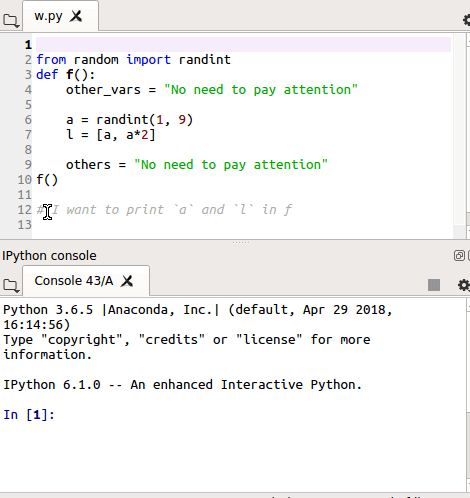 w.py
1
2 from random import randint
3 def f():
4     other_vars = "No need to pay attention"
5
6     a = randint(1, 9)
7     l = [a, a*2]
8
9     others = "No need to pay attention"
10 f()
11
12 # I want to print `a` and `l` in f
13
IPython console
Console 43/A
Python 3.6.5 |Anaconda, Inc.| (default, Apr 29 2018,
16:14:56)
Type "copyright", "credits" or "license" for more
information.
IPython 6.1.0 -- An enhanced Interactive Python.
In [1]: